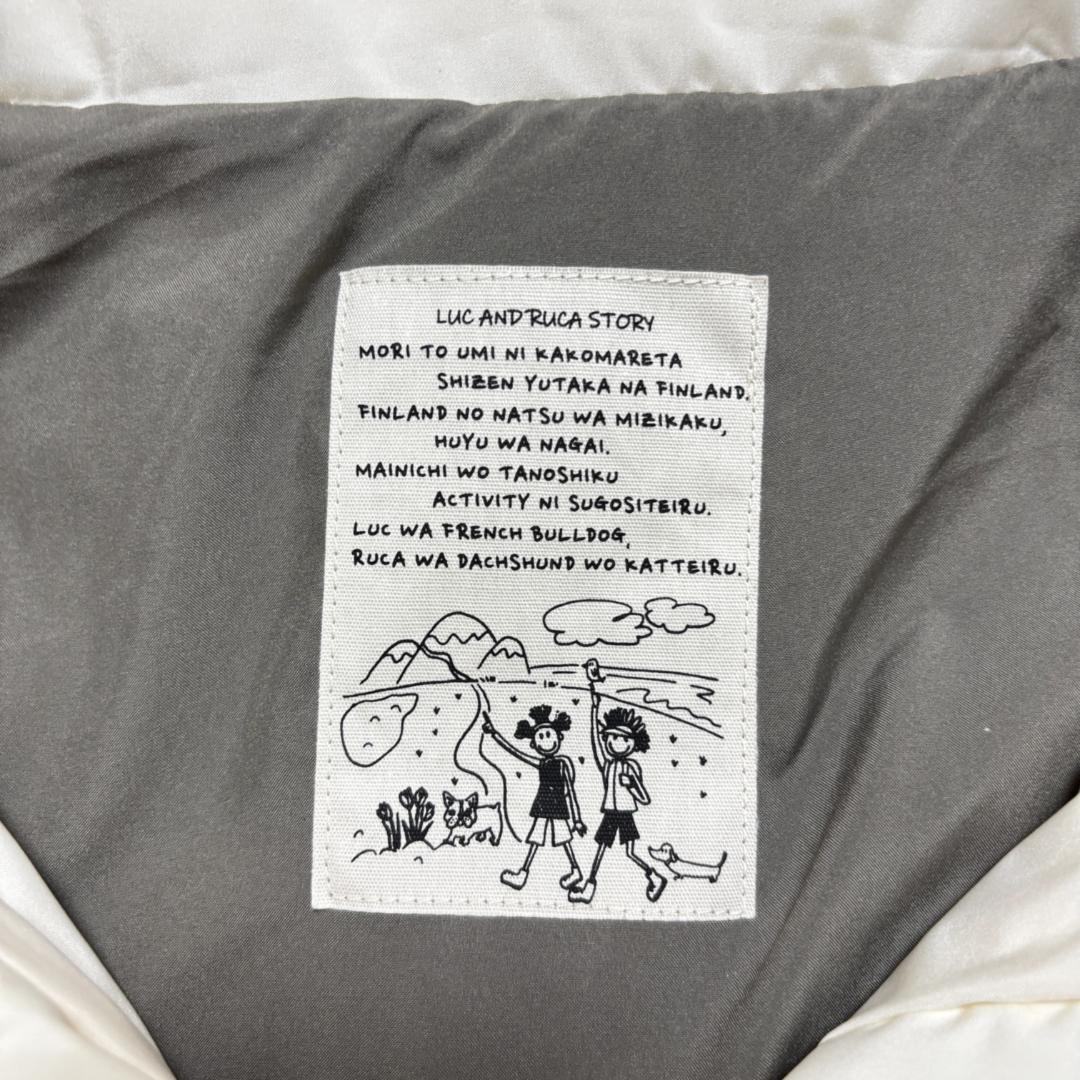 LUC AND RUCA STORY
MORI TO UMI NI KAKOMARETA
SHIZEN YUTAKA NA FINLAND.
FINLAND NO NATSU WA MIZIKAKU,
HUYU WA NAGAI.
MAINICHI WO TANOSHIKU
ACTIVITY NI SUGOSITEIRU.
LUC WA FRENCH BULLDOG,
RUCA WA DACHSHUND WO KATTEIRU.